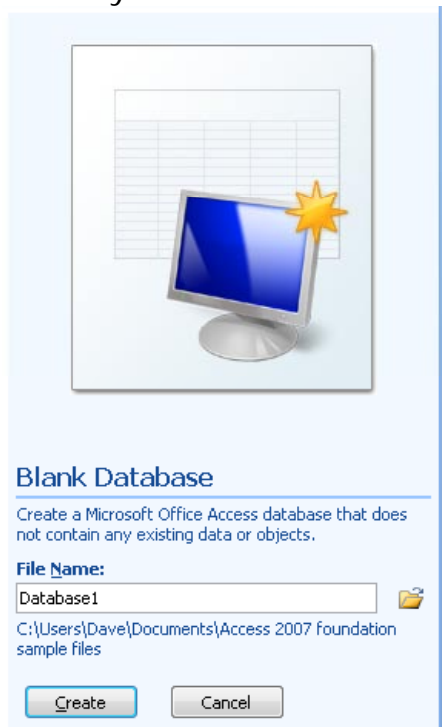 Blank Database
Create a Microsoft Office Access database that does
not contain any existing data or objects.
File Name:
Database1
C:\Users\Dave\Documents\Access 2007 foundation
sample files
Create
Cancel